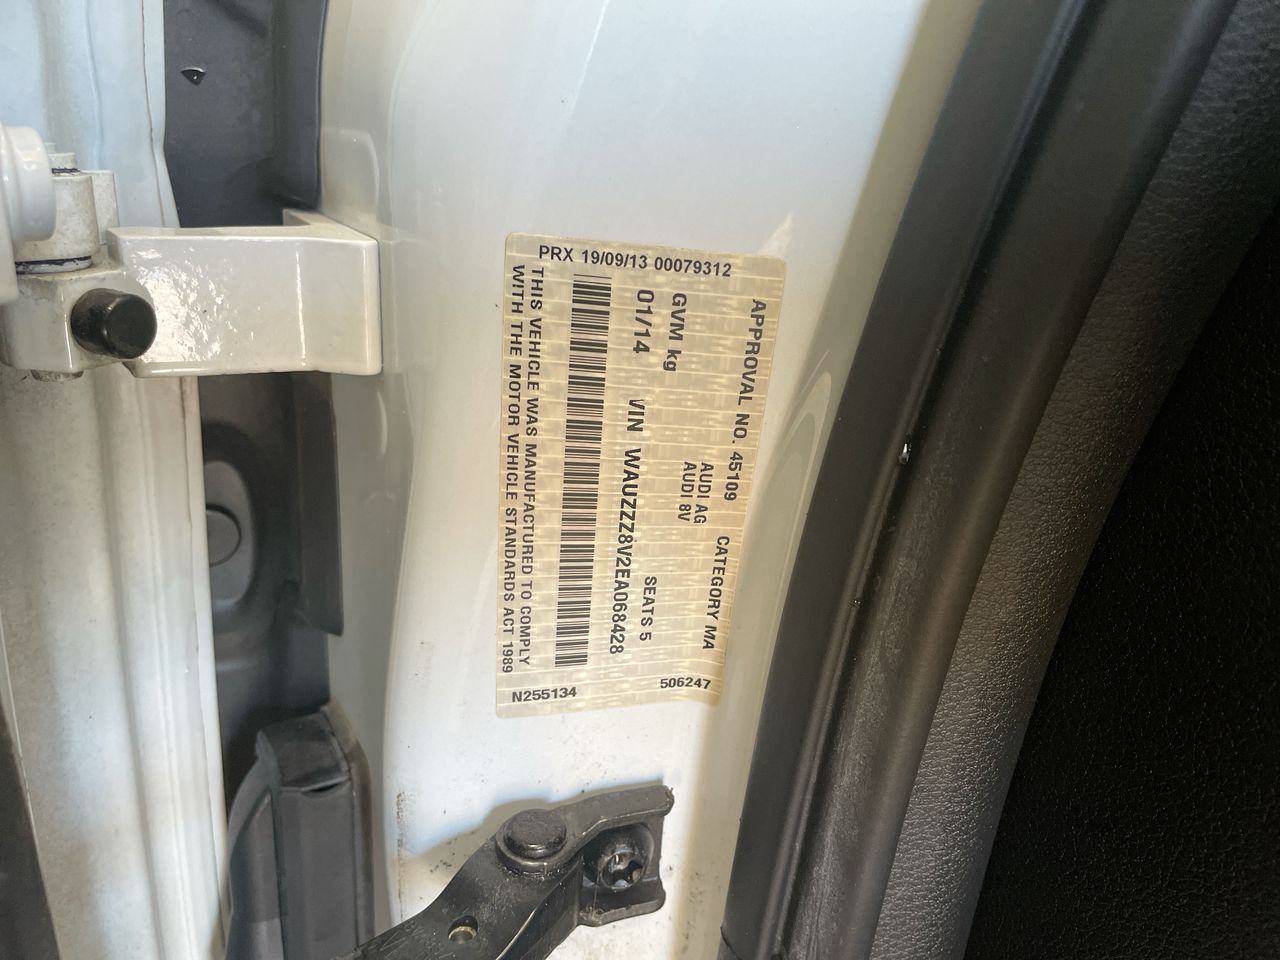 PRX 19/09/13 00079312
APPROVAL NO. 45109 CATEGORY MA
AUDI AG
AUDI 8V
GVM kg SEATS 5
01/14 VIN WAUZZZ8V2EA068428
THIS VEHICLE WAS MANUFACTURED TO COMPLY
WITH THE MOTOR VEHICLE STANDARDS ACT 1989
N255134 506247